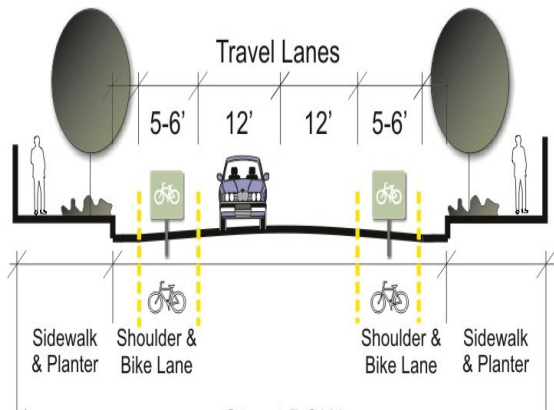 Travel Lanes
5-6' 12' 12' 5-6'
Sidewalk
& Planter
Shoulder &
Bike Lane
Shoulder &
Bike Lane
Sidewalk
& Planter